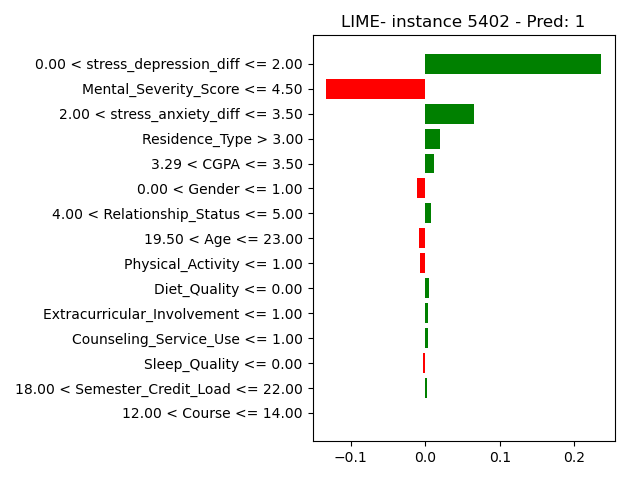 LIME- instance 5402 - Pred: 1
0.00 < stress_depression_diff <= 2.00
Mental_Severity_Score <= 4.50
2.00 < stress_anxiety_diff <= 3.50
Residence_Type > 3.00
3.29 < CGPA <= 3.50
0.00 < Gender <= 1.00
4.00 < Relationship_Status <= 5.00
19.50 < Age <= 23.00
Physical_Activity <= 1.00
Diet_Quality <= 0.00
Extracurricular_Involvement <= 1.00
Counseling_Service_Use <= 1.00
Sleep_Quality <= 0.00
18.00 < Semester_Credit_Load <= 22.00
12.00 < Course <= 14.00
−0.1 0.0 0.1 0.2